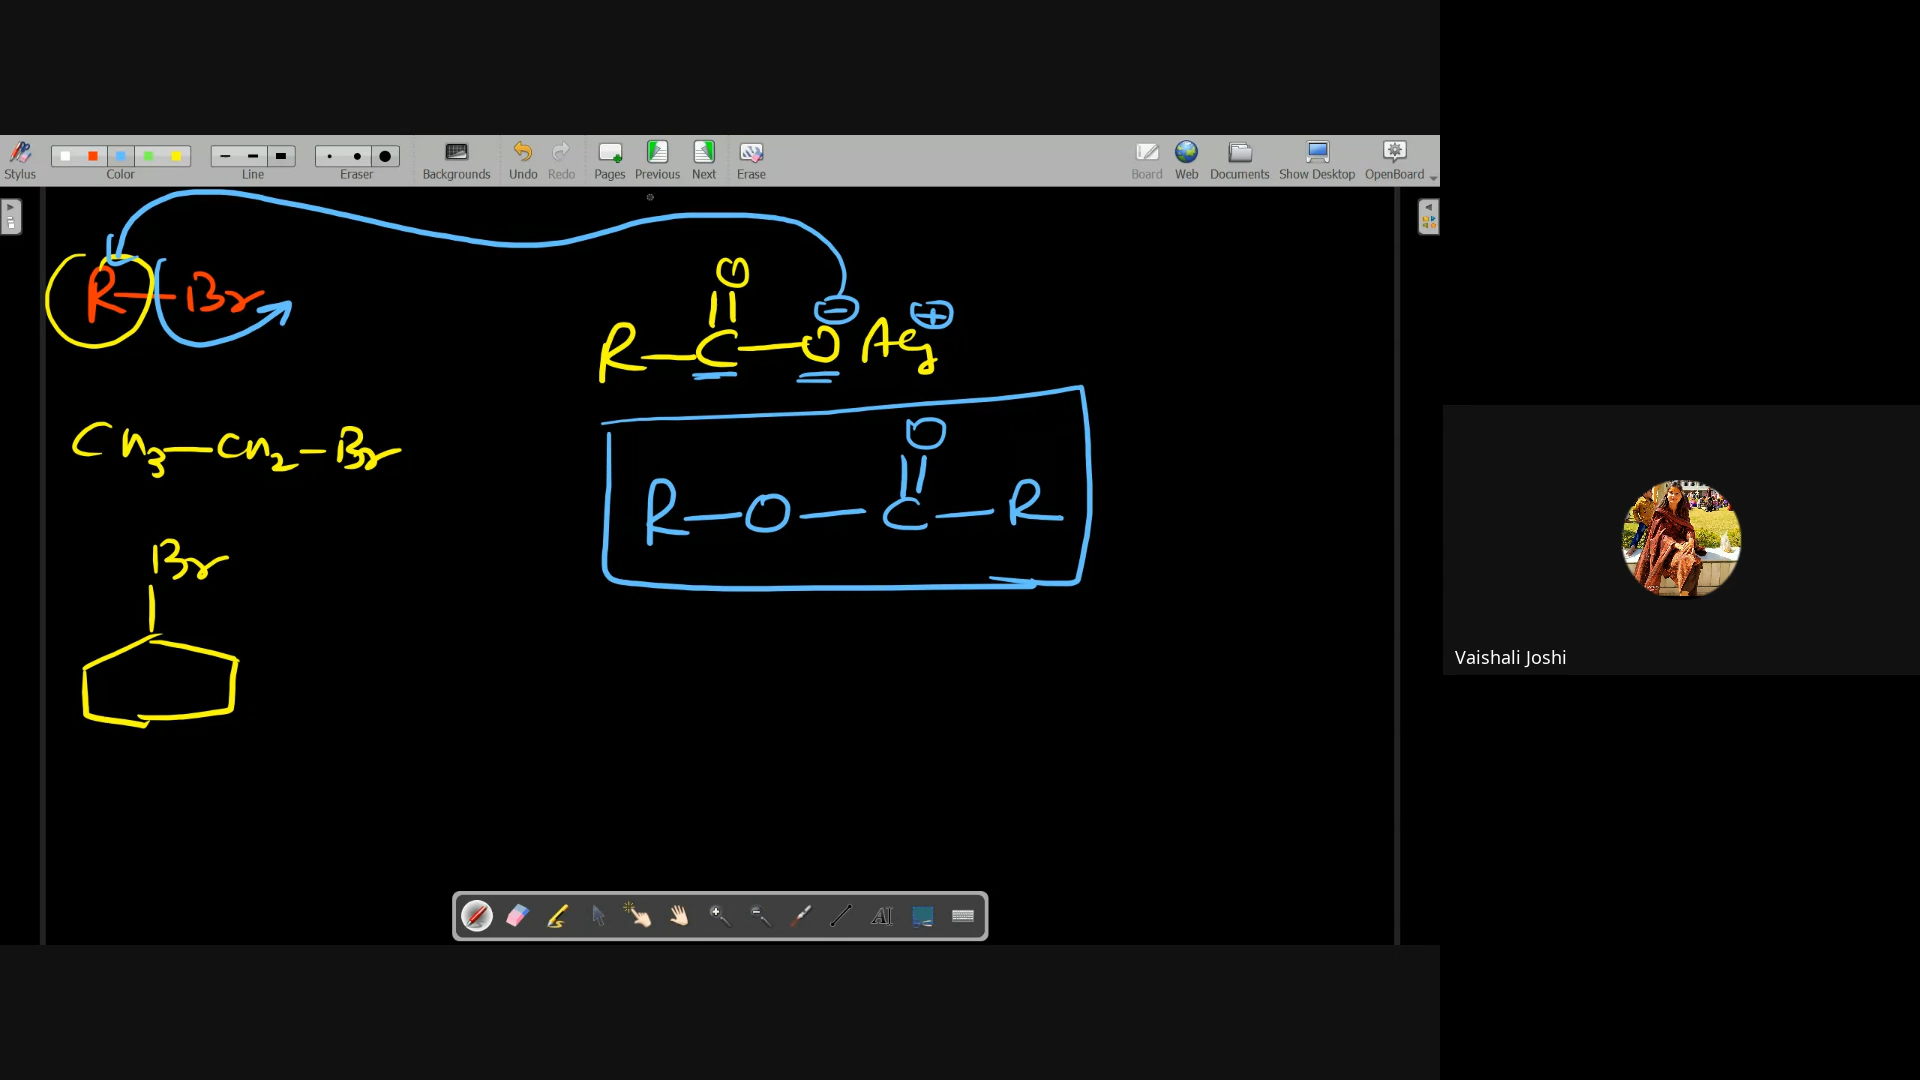 Stylus
Color
Line
Eraser
Backgrounds
Undo
Redo
Pages
Previous
Next
Erase
Board
Web
Documents
Show Desktop
OpenBoard
R—Br
O
R—C—O⊖ Ag⊕
CH3—CH2—Br
O
R—O—C—R
Br
Vaishali Joshi